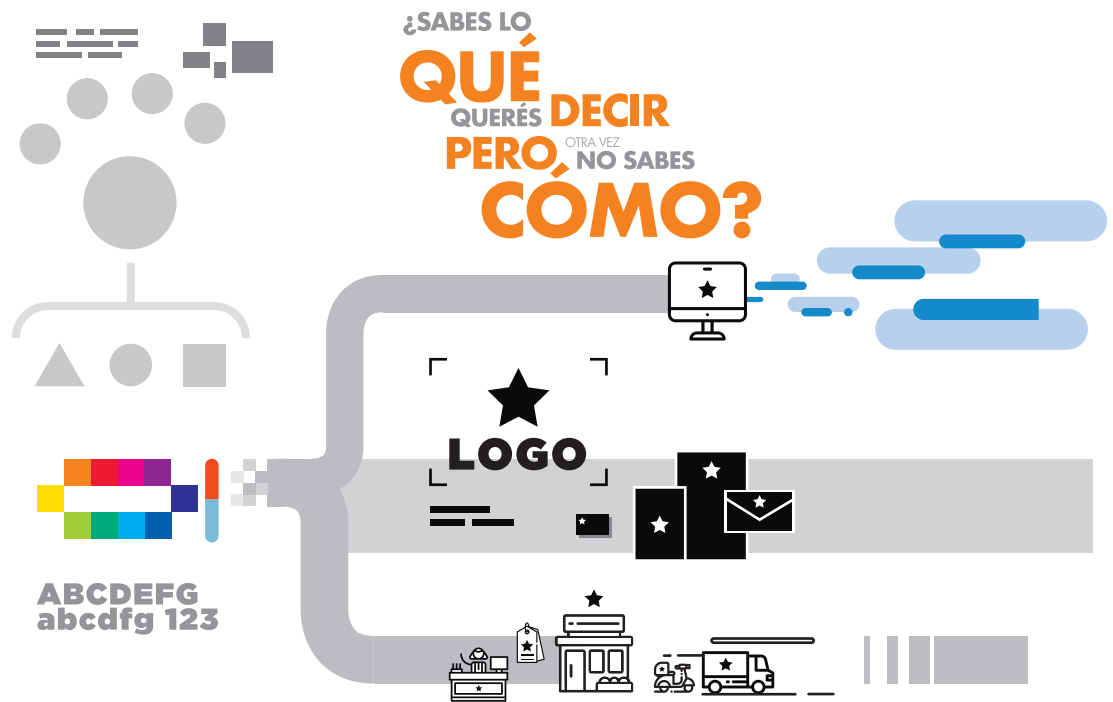 ¿SABES LO
QUÉ
QUERÉS DECIR
PERO OTRA VEZ
NO SABES
CÓMO?
LOGO
ABCDEFG
abcdfg 123